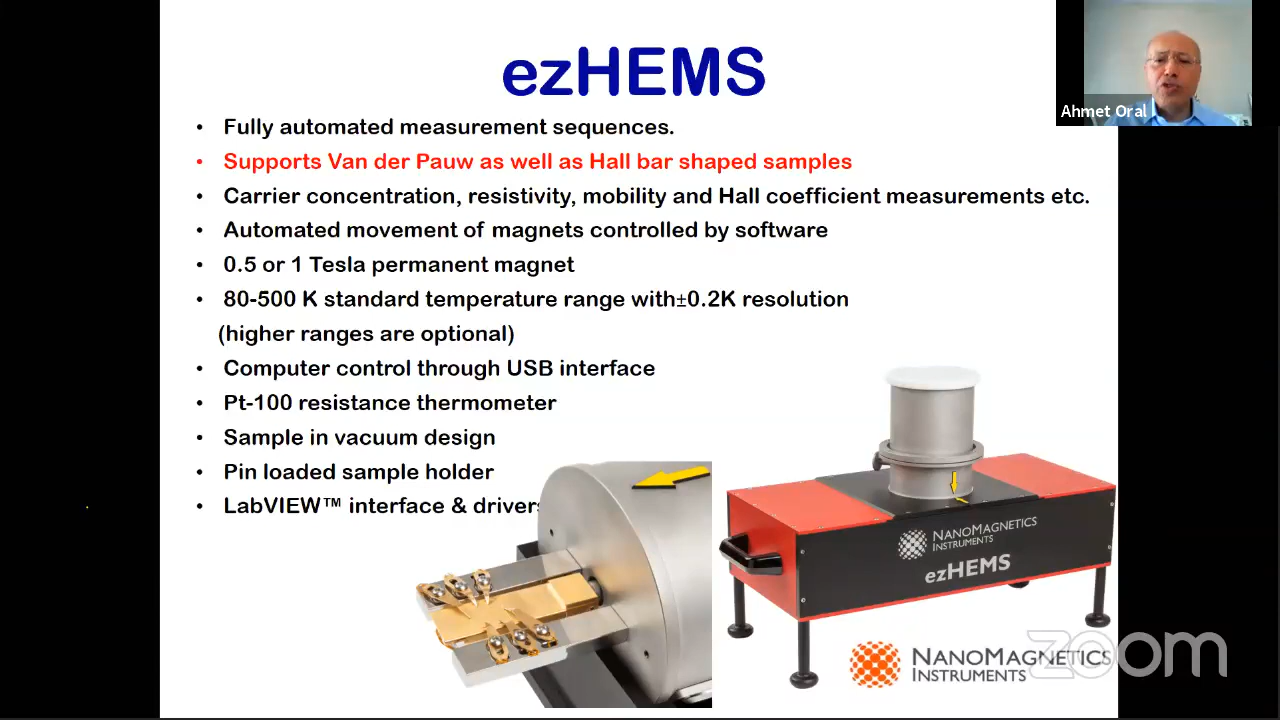 ezHEMS
Ahmet Oral
• Fully automated measurement sequences.
• Supports Van der Pauw as well as Hall bar shaped samples
• Carrier concentration, resistivity, mobility and Hall coefficient measurements etc.
• Automated movement of magnets controlled by software
• 0.5 or 1 Tesla permanent magnet
• 80-500 K standard temperature range with±0.2K resolution
(higher ranges are optional)
• Computer control through USB interface
• Pt-100 resistance thermometer
• Sample in vacuum design
• Pin loaded sample holder
• LabVIEW™ interface & drivers
NANOMAGNETICS
INSTRUMENTS
ezHEMS
NANOMAGNETICS
INSTRUMENTS
zoom